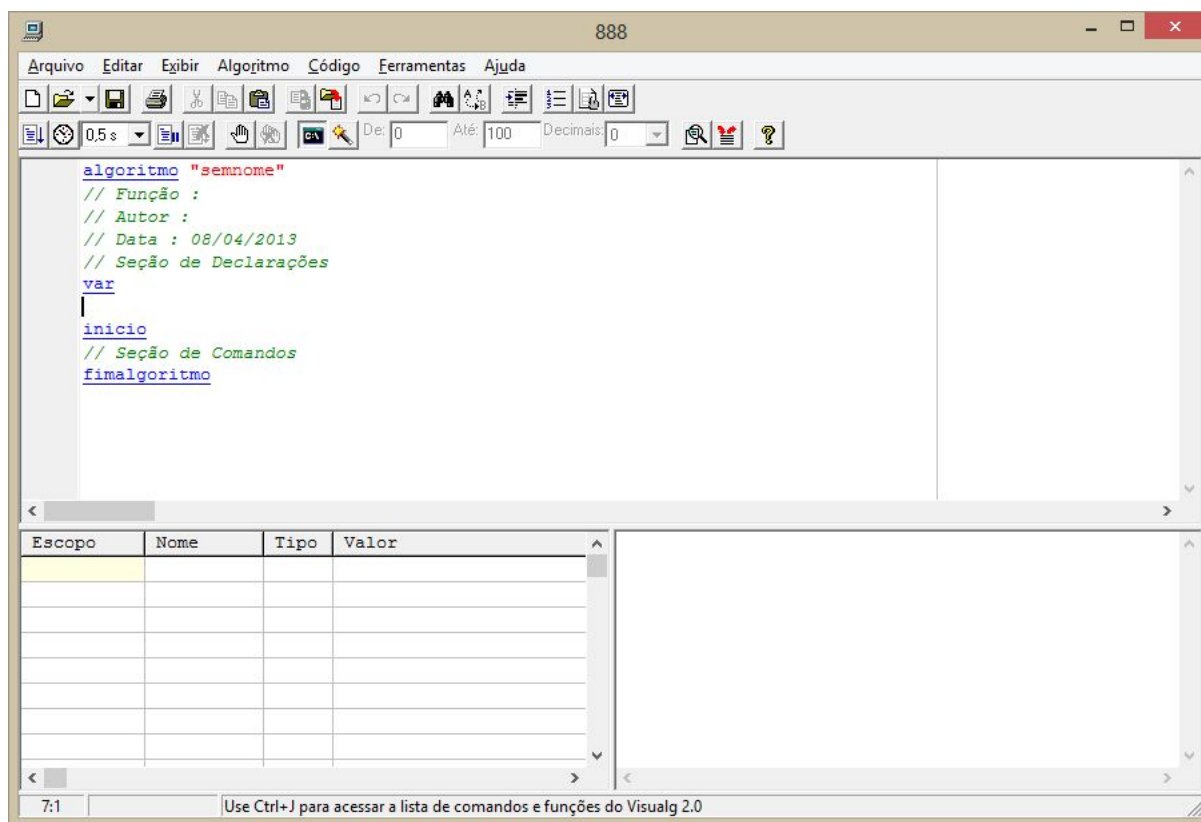 888
Arquivo Editar Exibir Algoritmo Código Ferramentas Ajuda
0,5 s De: 0 Até: 100 Decimais: 0
algoritmo "semnome"
// Função :
// Autor :
// Data : 08/04/2013
// Seção de Declarações
var
inicio
// Seção de Comandos
fimalgoritmo
Escopo Nome Tipo Valor
7:1 Use Ctrl+J para acessar a lista de comandos e funções do Visualg 2.0